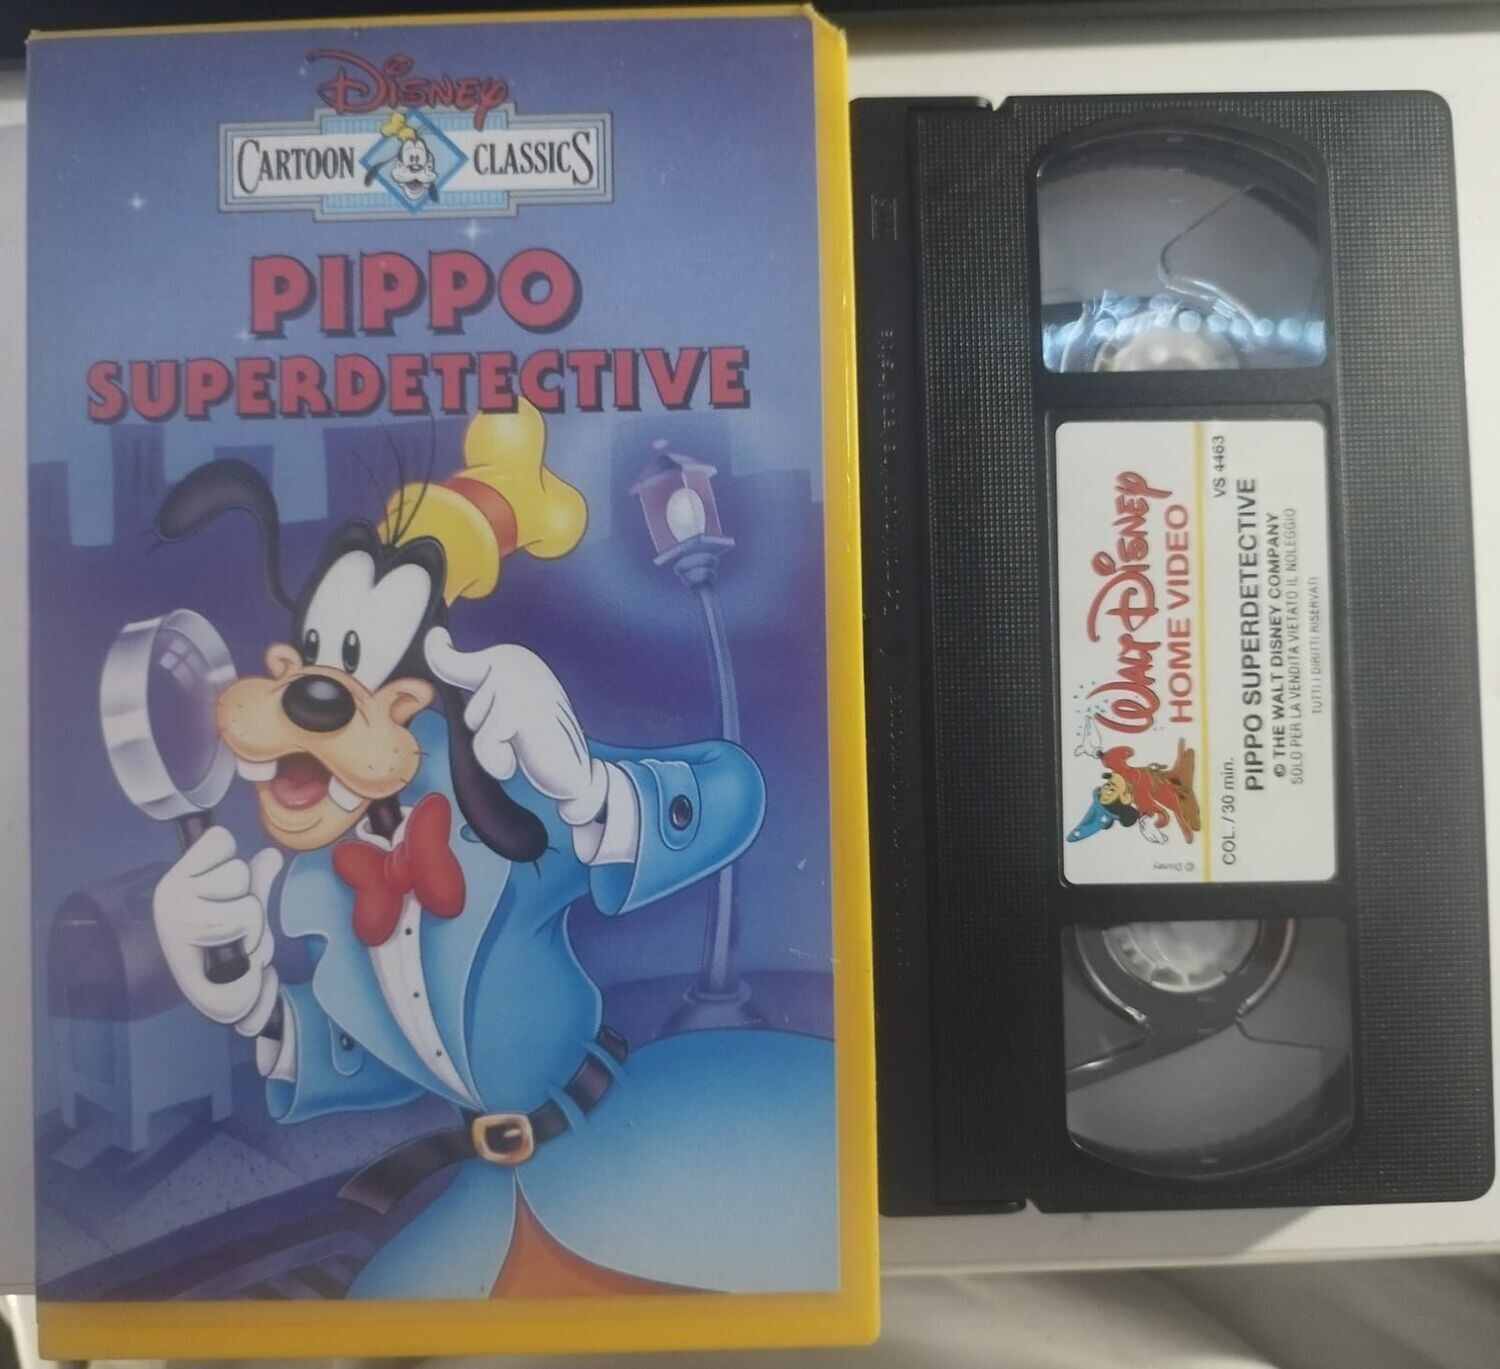 DISNEY
CARTOON CLASSICS
PIPPO
SUPERDETECTIVE
WALT DISNEY
HOME VIDEO
© Disney
COL. / 30 min.
VS 4463
PIPPO SUPERDETECTIVE
© THE WALT DISNEY COMPANY
SOLO PER LA VENDITA VIETATO IL NOLEGGIO
TUTTI I DIRITTI RISERVATI